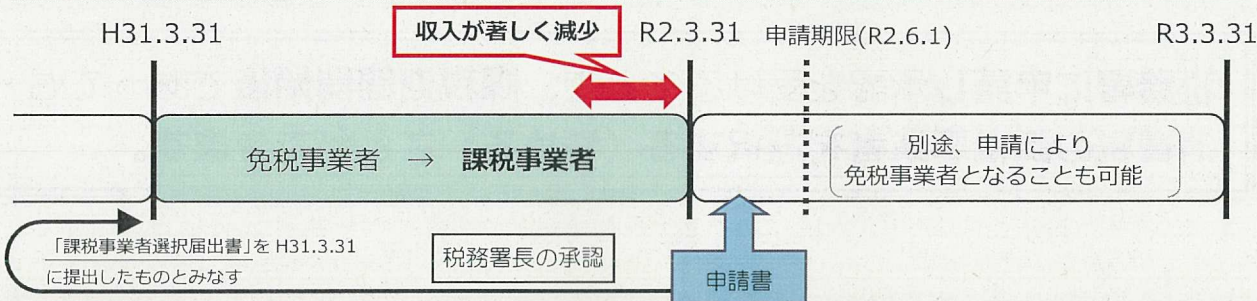 H31.3.31
収入が著しく減少
R2.3.31
申請期限(R2.6.1)
R3.3.31
免税事業者 → 課税事業者
別途、申請により
免税事業者となることも可能
「課税事業者選択届出書」を H31.3.31
に提出したものとみなす
税務署長の承認
申請書